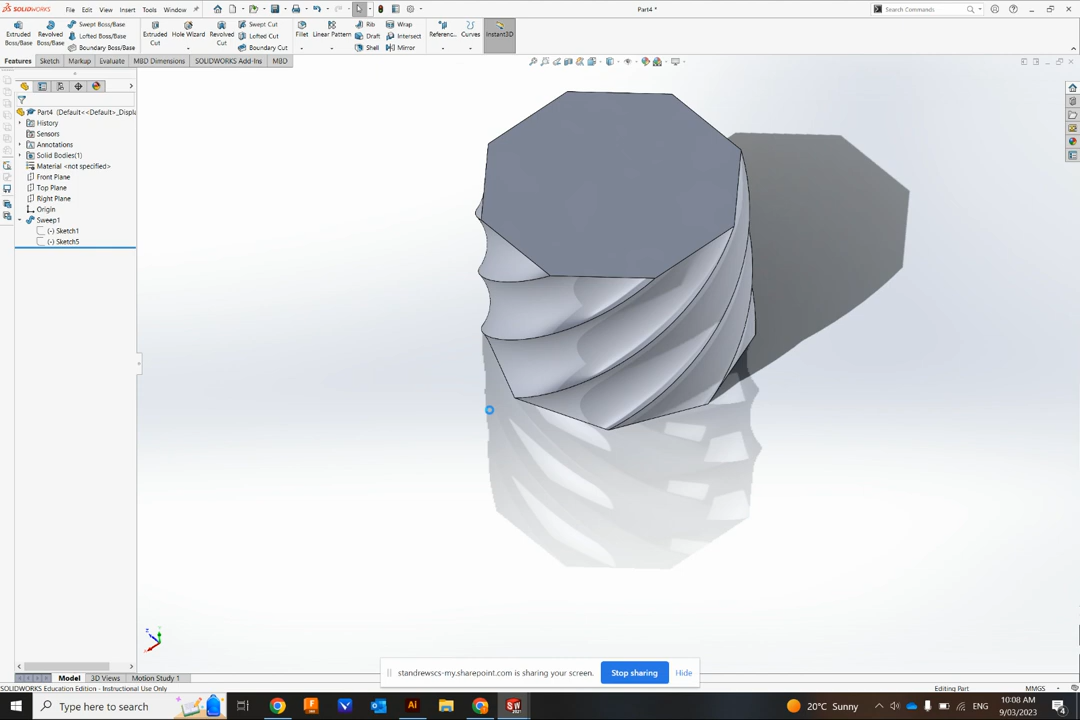 SOLIDWORKS File Edit View Insert Tools Window Part4 * Search Commands
Extruded Boss/Base
Revolved Boss/Base
Swept Boss/Base
Lofted Boss/Base
Boundary Boss/Base
Extruded Cut
Hole Wizard
Revolved Cut
Swept Cut
Lofted Cut
Boundary Cut
Fillet
Linear Pattern
Rib
Draft
Shell
Wrap
Intersect
Mirror
Referenc...
Curves
Instant3D
Features Sketch Markup Evaluate MBD Dimensions SOLIDWORKS Add-Ins MBD
Part4 (Default<<Default>_Displa
History
Sensors
Annotations
Solid Bodies(1)
Material <not specified>
Front Plane
Top Plane
Right Plane
Origin
Sweep1
(-) Sketch1
(-) Sketch5
Model 3D Views Motion Study 1
standrewscs-my.sharepoint.com is sharing your screen. Stop sharing Hide
SOLIDWORKS Education Edition - Instructional Use Only Editing Part MMGS
Type here to search
20°C Sunny
ENG
10:08 AM
9/03/2023